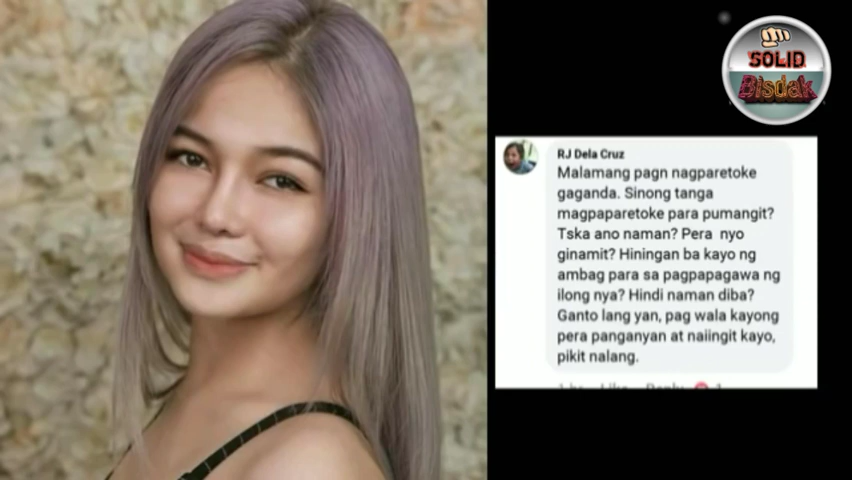 SOLID
Bisdak
RJ Dela Cruz
Malamang pagn nagparetoke
gaganda. Sinong tanga
magpaparetoke para pumangit?
Tska ano naman? Pera nyo
ginamit? Hiningan ba kayo ng
ambag para sa pagpapagawa ng
ilong nya? Hindi naman diba?
Ganto lang yan, pag wala kayong
pera panganyan at naiingit kayo,
pikit nalang.